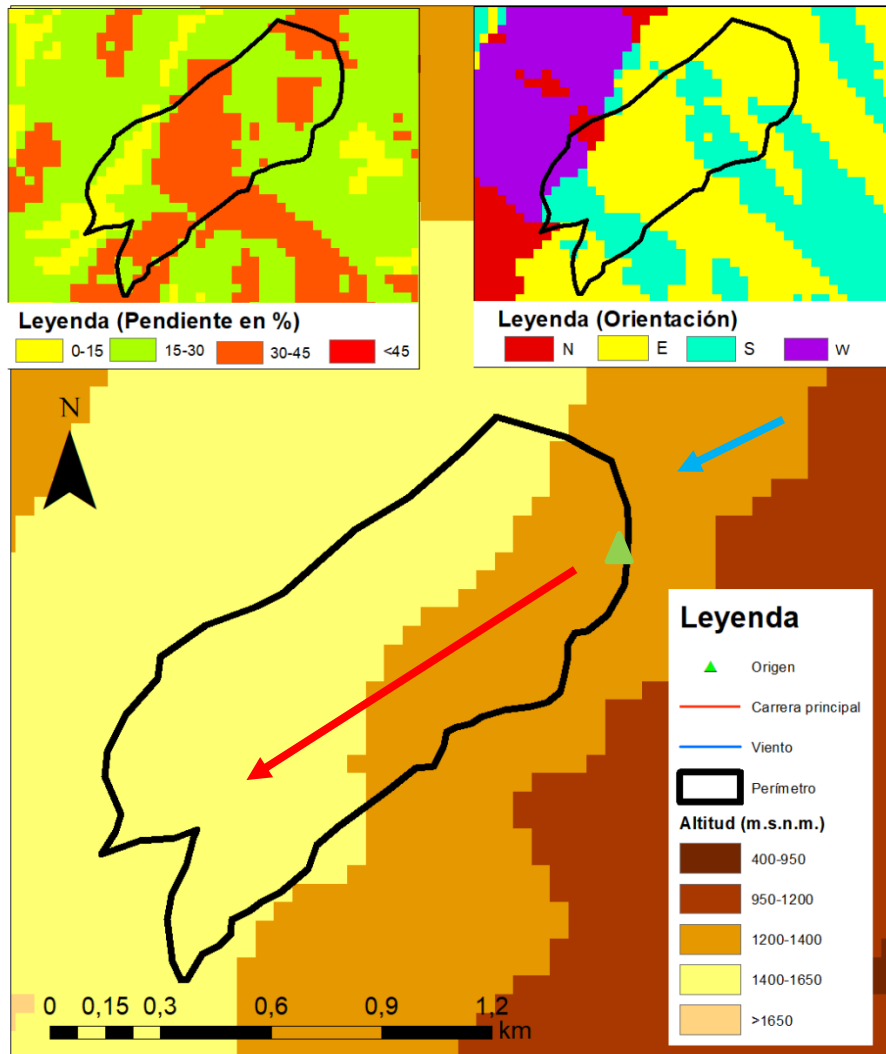 Leyenda (Pendiente en %)
0-15 15-30 30-45 <45
Leyenda (Orientación)
N E S W
N
Leyenda
Origen
Carrera principal
Viento
Perímetro
Altitud (m.s.n.m.)
400-950
950-1200
1200-1400
1400-1650
>1650
0 0,15 0,3 0,6 0,9 1,2
km